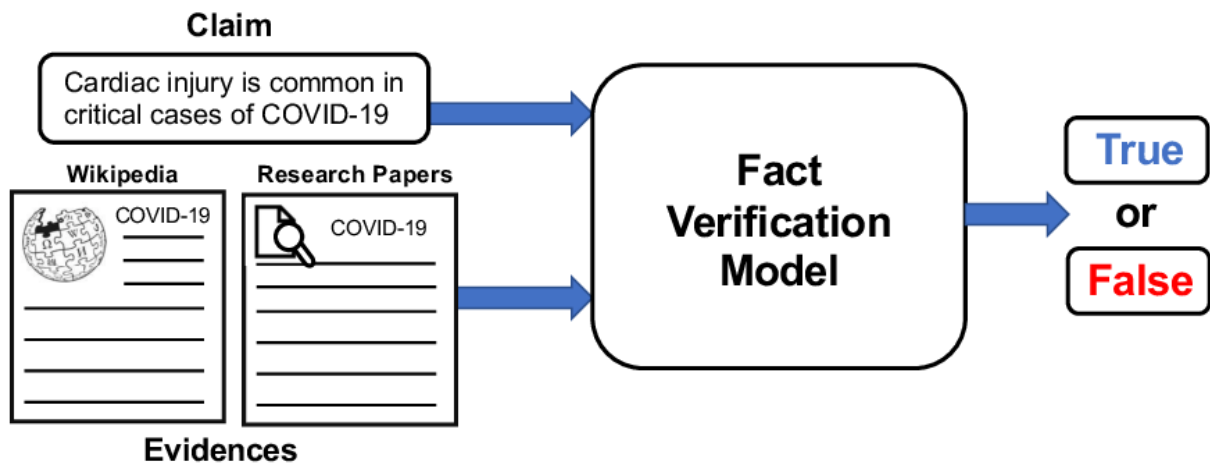 Claim
Cardiac injury is common in
critical cases of COVID-19
Wikipedia
Research Papers
COVID-19
COVID-19
Evidences
Fact
Verification
Model
True
or
False